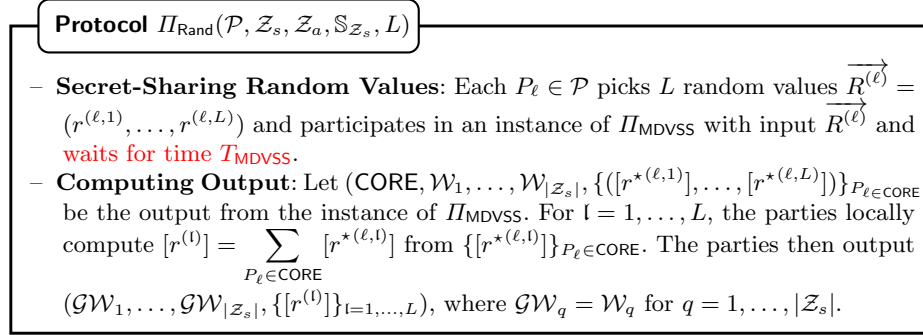 Protocol Π_Rand(𝒫, 𝒵_s, 𝒵_a, 𝕊_{𝒵_s}, L)
– Secret-Sharing Random Values: Each P_ℓ ∈ 𝒫 picks L random values \overrightarrow{R^{(ℓ)}} =
(r^{(ℓ,1)}, …, r^{(ℓ,L)}) and participates in an instance of Π_MDVSS with input \overrightarrow{R^{(ℓ)}} and
waits for time T_MDVSS.
– Computing Output: Let (CORE, 𝒲_1, …, 𝒲_{|𝒵_s|}, {([r^{⋆(ℓ,1)}], …, [r^{⋆(ℓ,L)}])}_{P_ℓ∈CORE}
be the output from the instance of Π_MDVSS. For 𝔩 = 1, …, L, the parties locally
compute [r^{(𝔩)}] = ∑_{P_ℓ∈CORE} [r^{⋆(ℓ,𝔩)}] from {[r^{⋆(ℓ,𝔩)}]}_{P_ℓ∈CORE}. The parties then output
(𝒢𝒲_1, …, 𝒢𝒲_{|𝒵_s|}, {[r^{(𝔩)}]}_{𝔩=1,…,L}), where 𝒢𝒲_q = 𝒲_q for q = 1, …, |𝒵_s|.